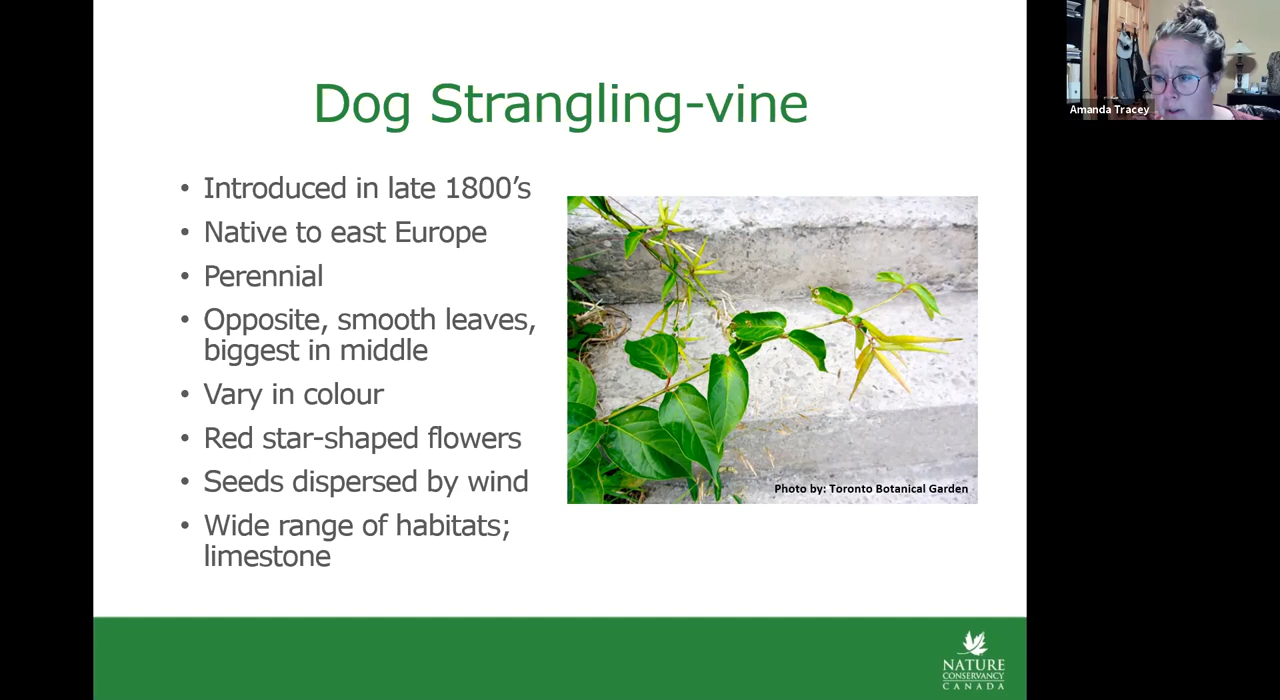 Dog Strangling-vine
• Introduced in late 1800’s
• Native to east Europe
• Perennial
• Opposite, smooth leaves,
biggest in middle
• Vary in colour
• Red star-shaped flowers
• Seeds dispersed by wind
• Wide range of habitats;
limestone
Photo by: Toronto Botanical Garden
NATURE
CONSERVANCY
CANADA
Amanda Tracey